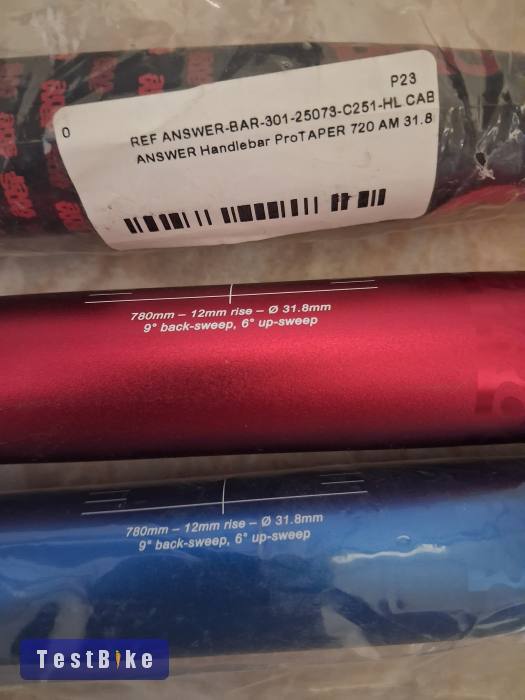 P23
0
REF ANSWER-BAR-301-25073-C251-HL CAB
ANSWER Handlebar ProTAPER 720 AM 31.8
780mm – 12mm rise – Ø 31.8mm
9° back-sweep, 6° up-sweep
780mm – 12mm rise – Ø 31.8mm
9° back-sweep, 6° up-sweep
TestBike